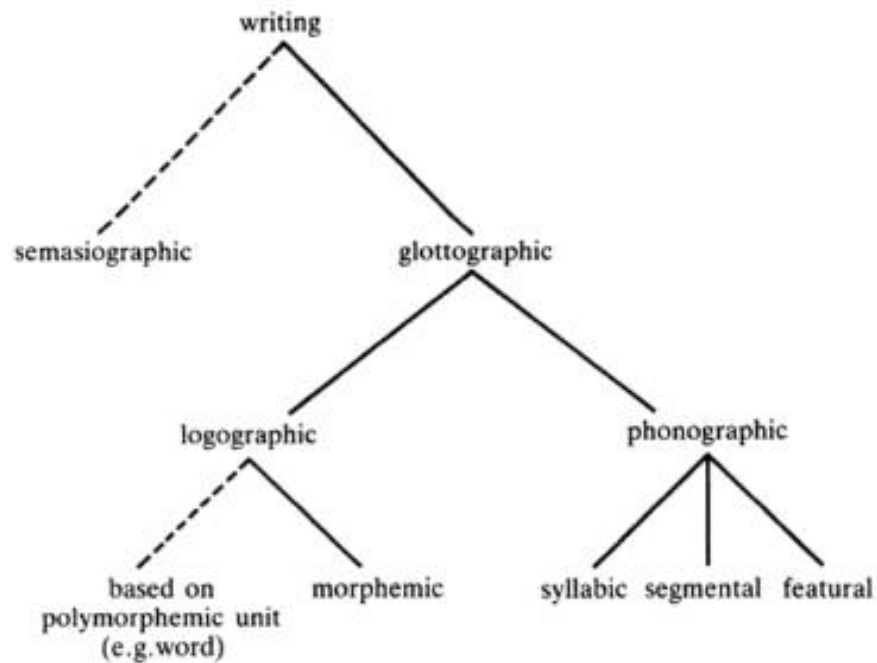 writing
semasiographic
glottographic
logographic
phonographic
based on
polymorphemic unit
(e.g.word)
morphemic
syllabic
segmental
featural